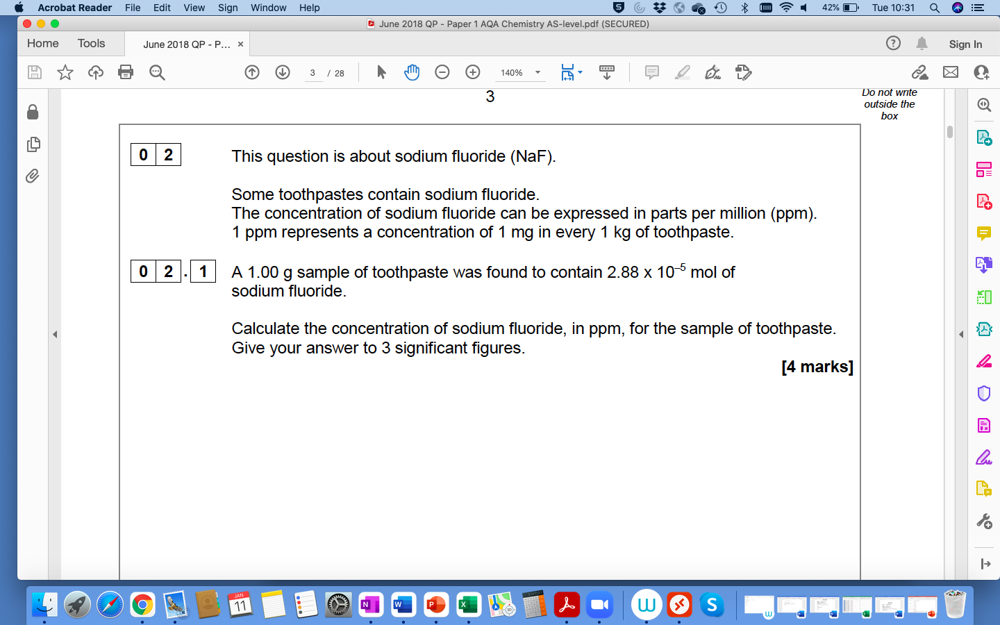 Acrobat Reader File Edit View Sign Window Help 42% Tue 10:31
June 2018 QP - Paper 1 AQA Chemistry AS-level.pdf (SECURED)
Home Tools June 2018 QP - P... × Sign In
3 / 28 140%
3
Do not write
outside the
box
0 2 This question is about sodium fluoride (NaF).
Some toothpastes contain sodium fluoride.
The concentration of sodium fluoride can be expressed in parts per million (ppm).
1 ppm represents a concentration of 1 mg in every 1 kg of toothpaste.
0 2 . 1 A 1.00 g sample of toothpaste was found to contain 2.88 x 10⁻⁵ mol of
sodium fluoride.
Calculate the concentration of sodium fluoride, in ppm, for the sample of toothpaste.
Give your answer to 3 significant figures.
[4 marks]
JAN
11